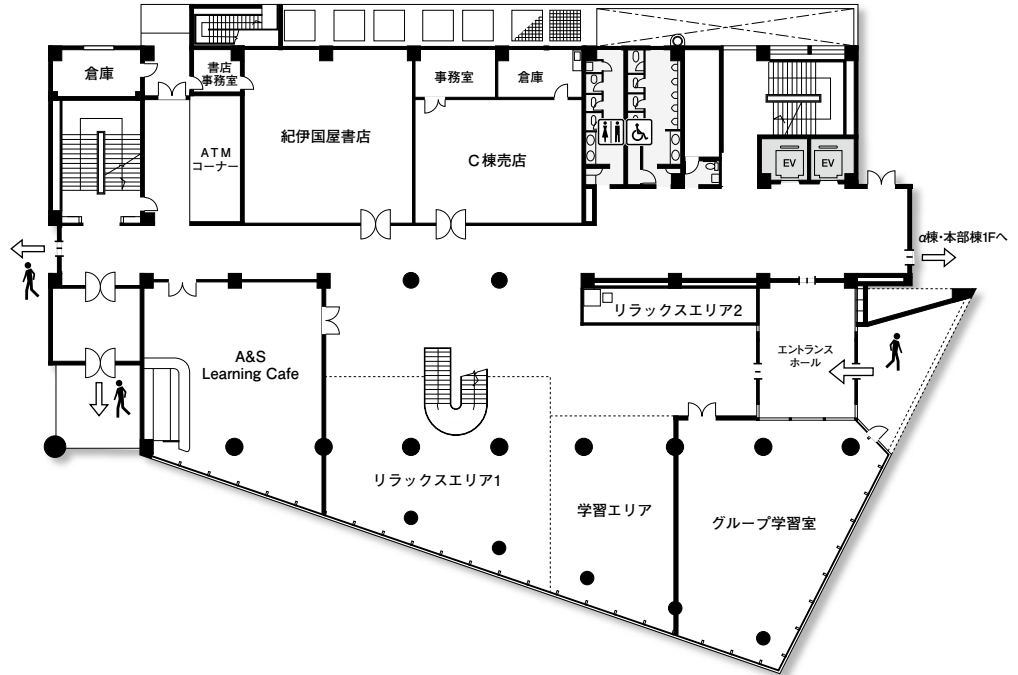 倉庫
書店
事務室
事務室
倉庫
紀伊国屋書店
ATM
コーナー
C棟売店
EV
EV
α棟・本部棟1Fへ
リラックスエリア2
エントランス
ホール
A&S
Learning Cafe
リラックスエリア1
学習エリア
グループ学習室